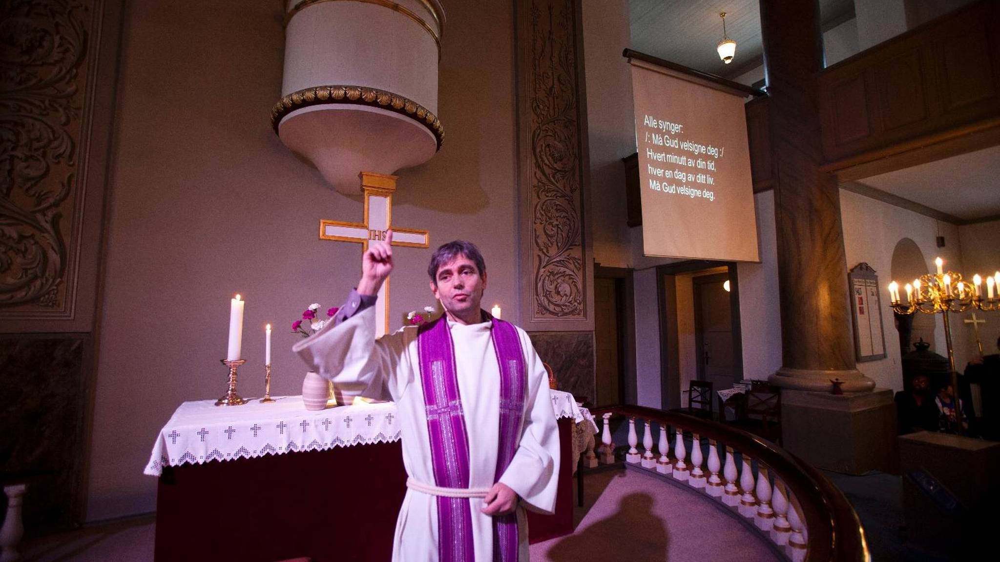 IHS
Alle synger:
/: Må Gud velsigne deg :/
Hvert minutt av din tid,
hver en dag av ditt liv.
Må Gud velsigne deg.